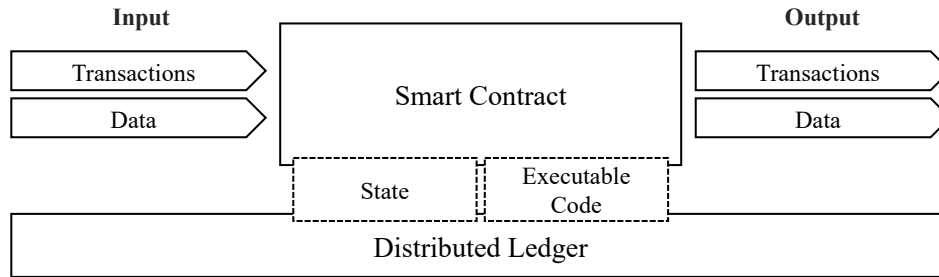 Input
Output
Transactions
Data
Smart Contract
Transactions
Data
State
Executable
Code
Distributed Ledger